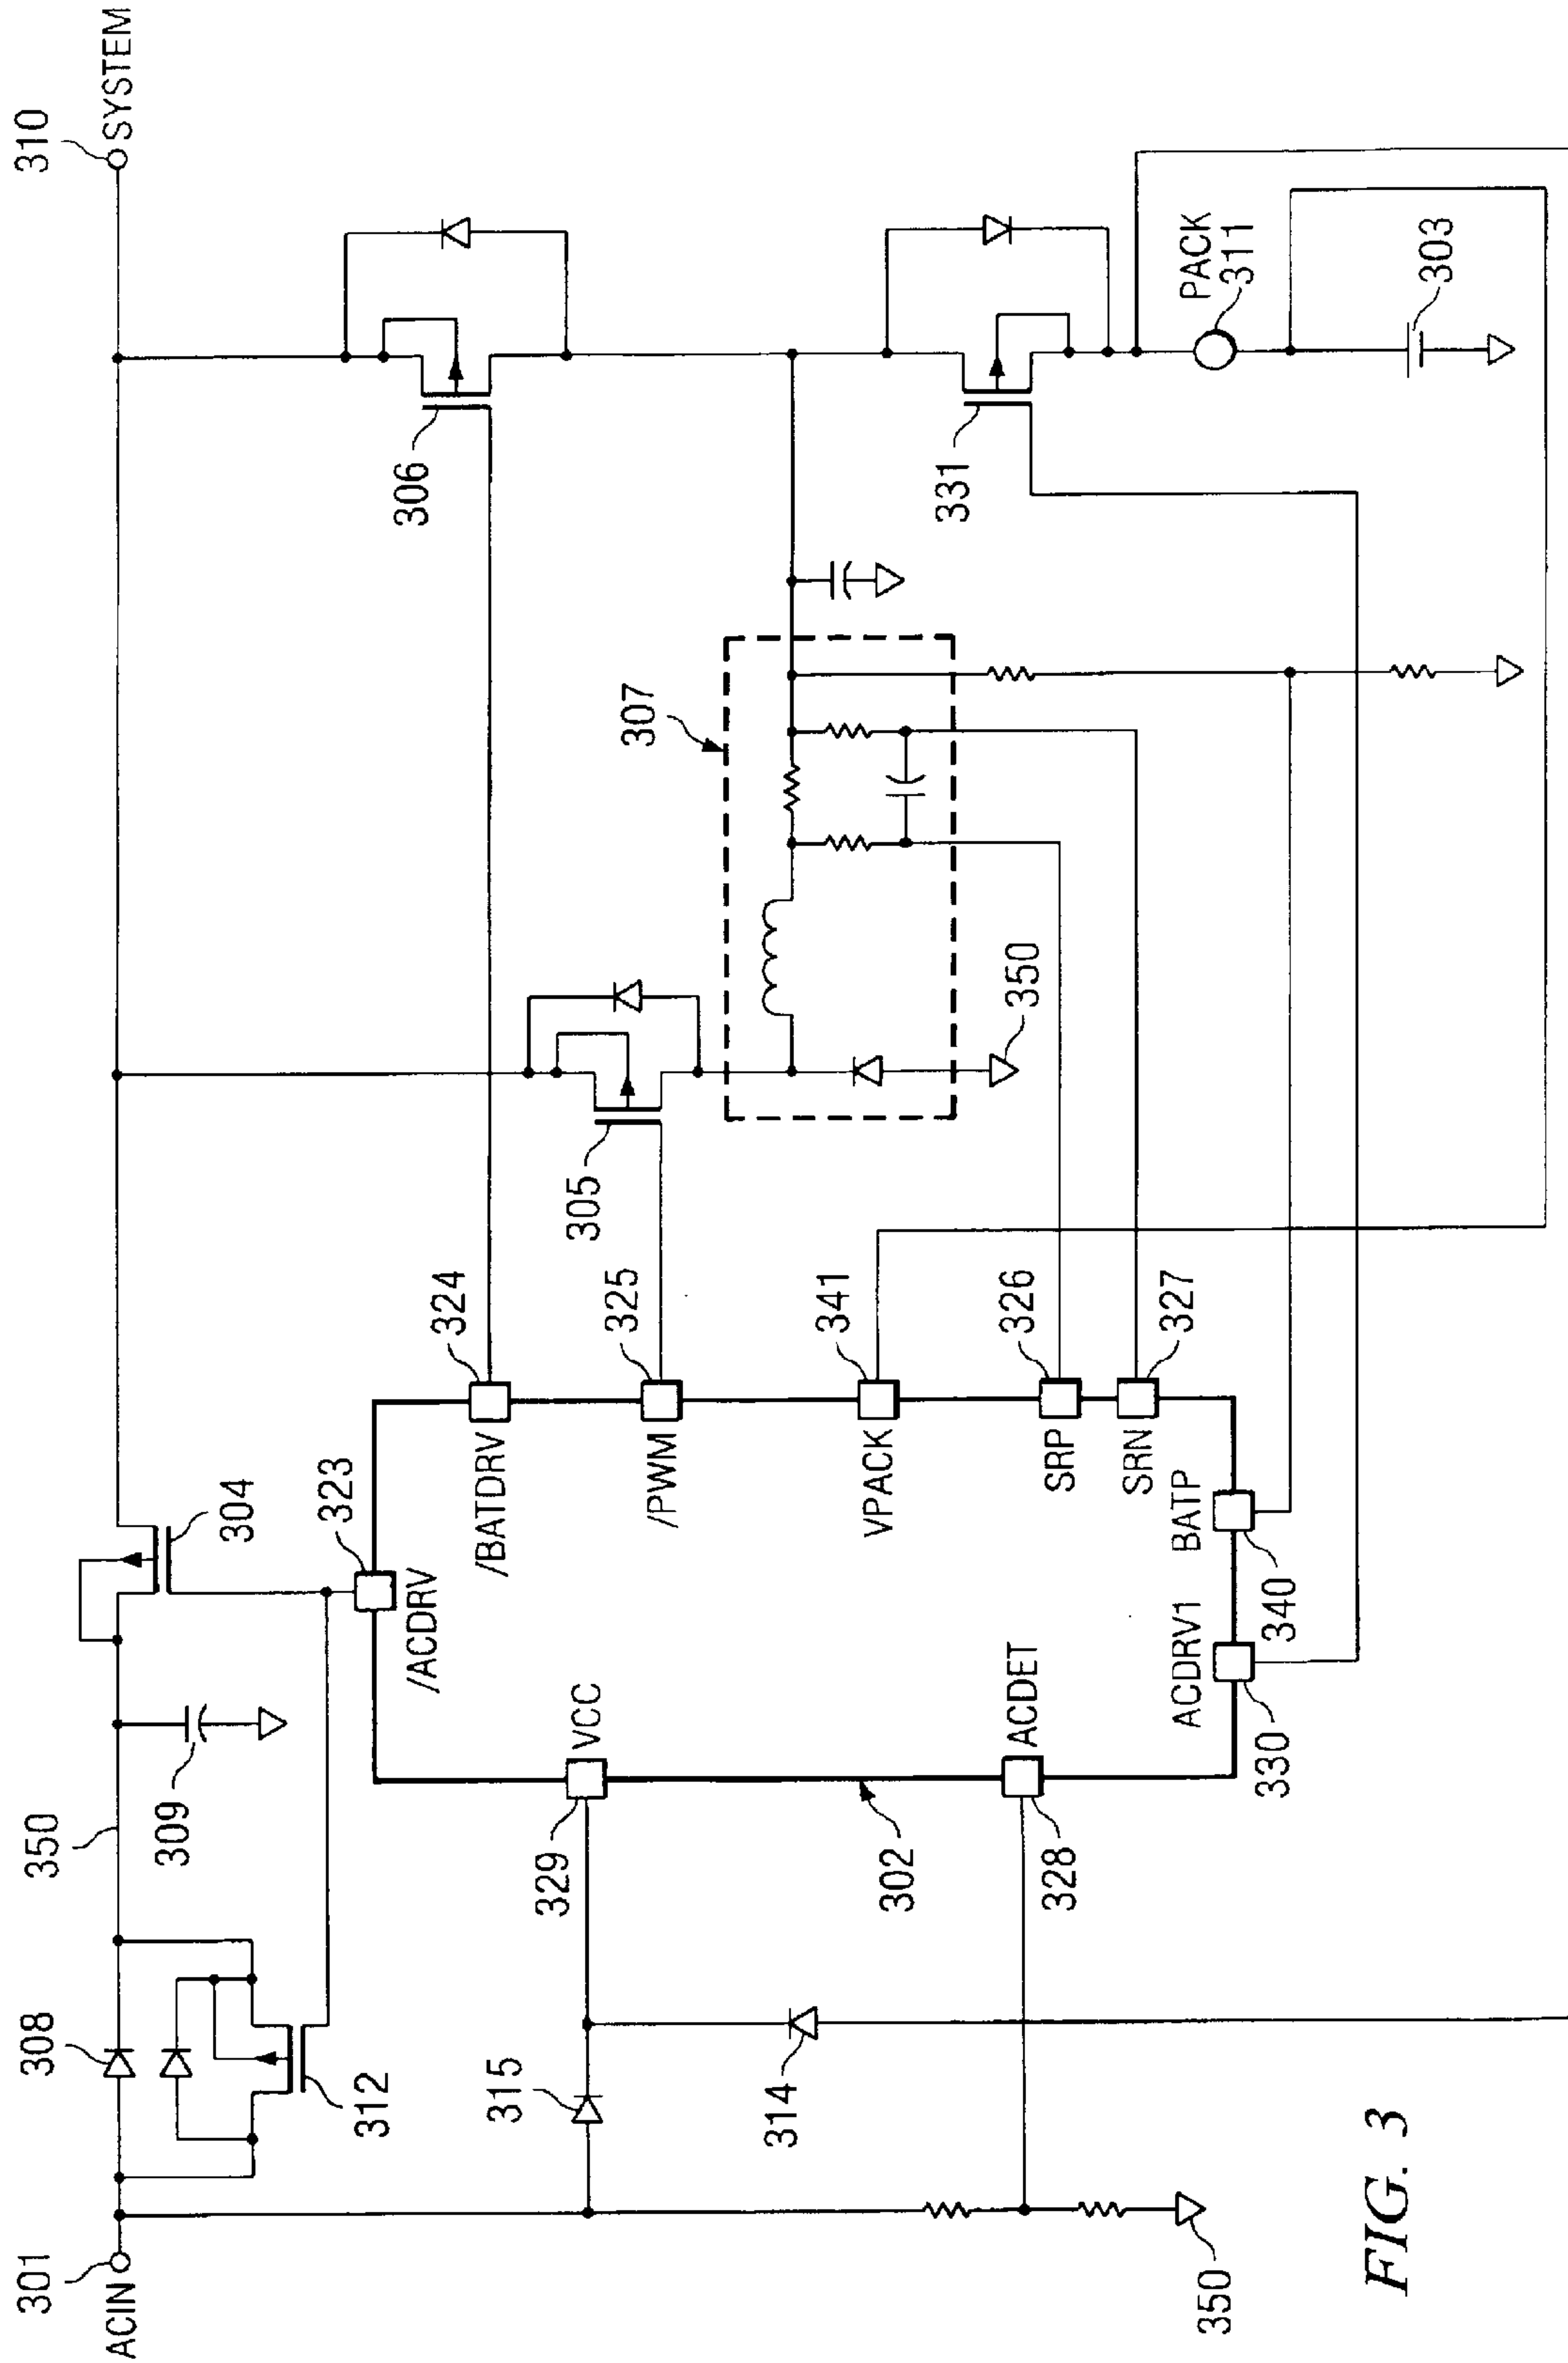 301
ACIN
308
312
350
309
304
310
SYSTEM
323
/ACDRV
315
314
329
VCC
302
328
ACDET
350
/BATDRV
324
/PWM
325
VPACK
341
SRP
326
SRN
327
ACDRV1
330
BATP
340
305
306
307
350
331
PACK
311
303
FIG. 3